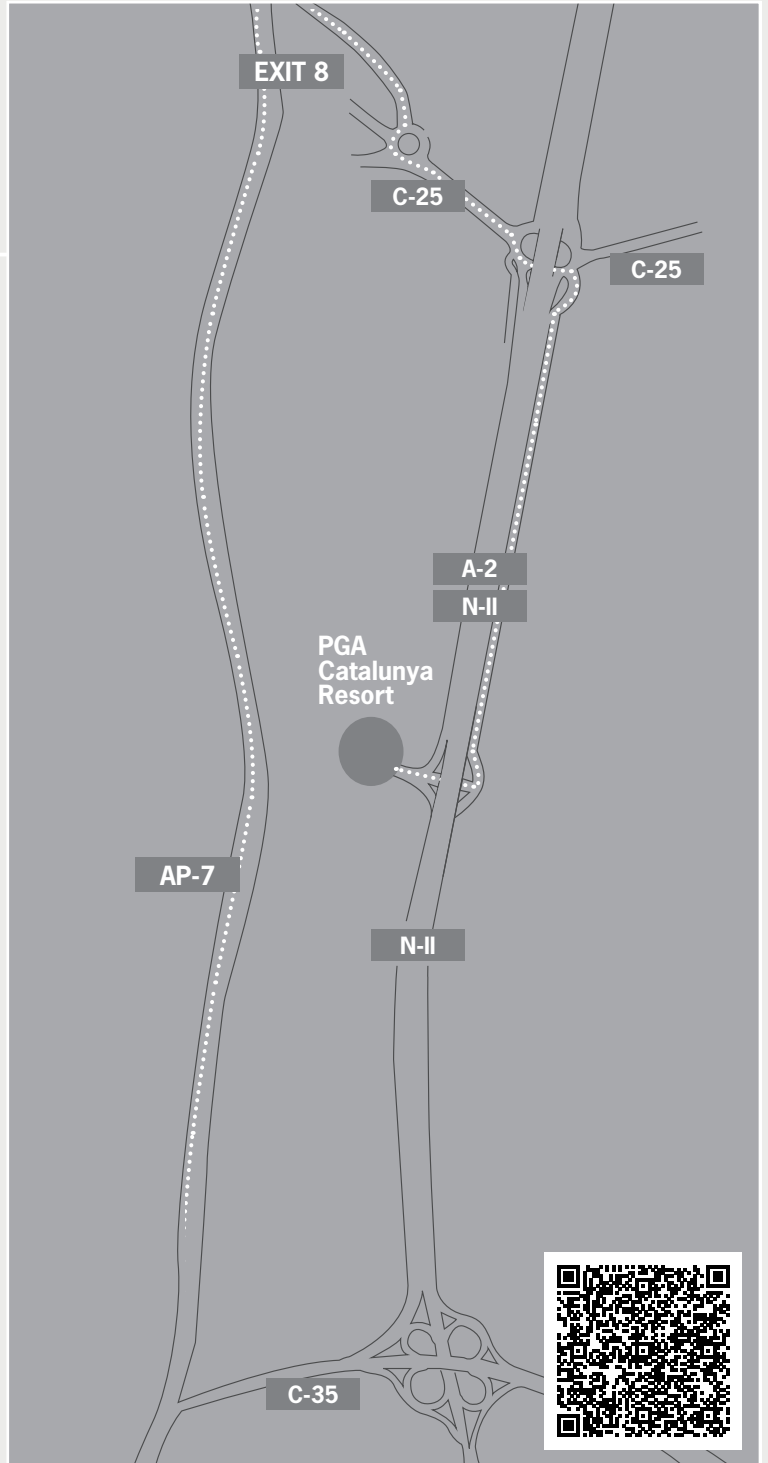 EXIT 8
C-25
C-25
A-2
N-II
PGA
Catalunya
Resort
AP-7
N-II
C-35